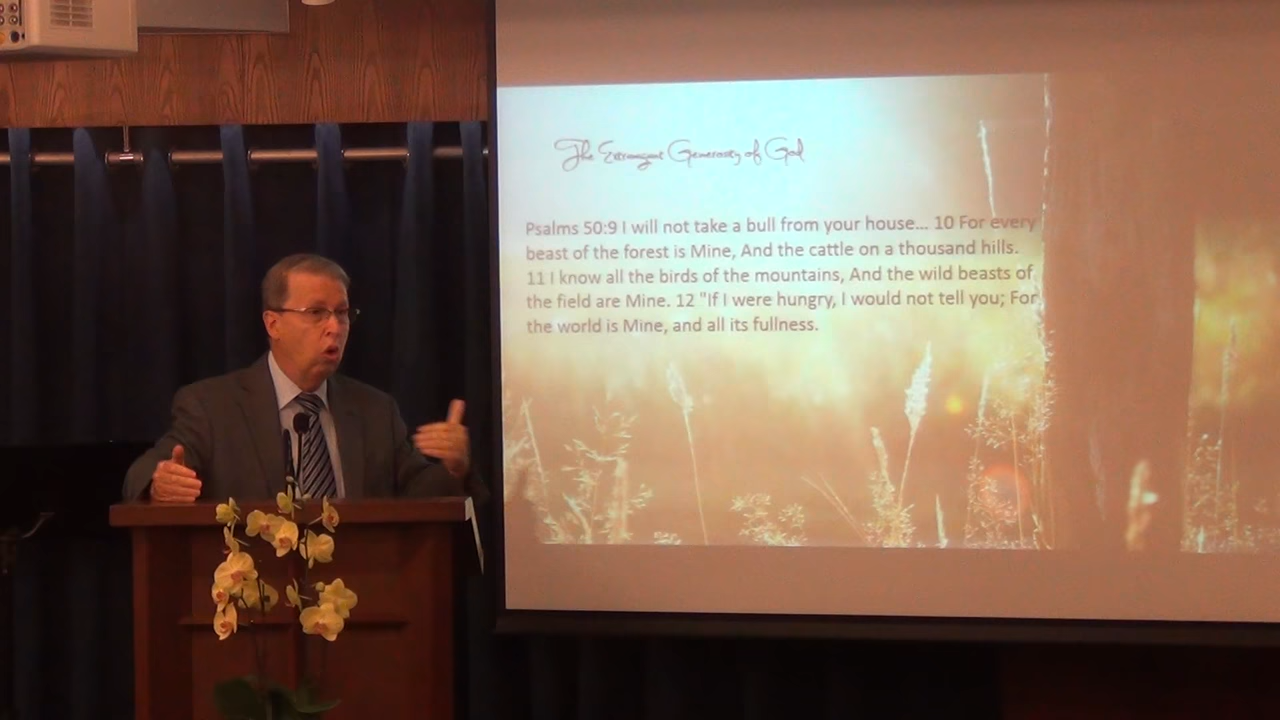 The Extravagant Generosity of God
Psalms 50:9 I will not take a bull from your house... 10 For every
beast of the forest is Mine, And the cattle on a thousand hills.
11 I know all the birds of the mountains, And the wild beasts of
the field are Mine. 12 "If I were hungry, I would not tell you; For
the world is Mine, and all its fullness.